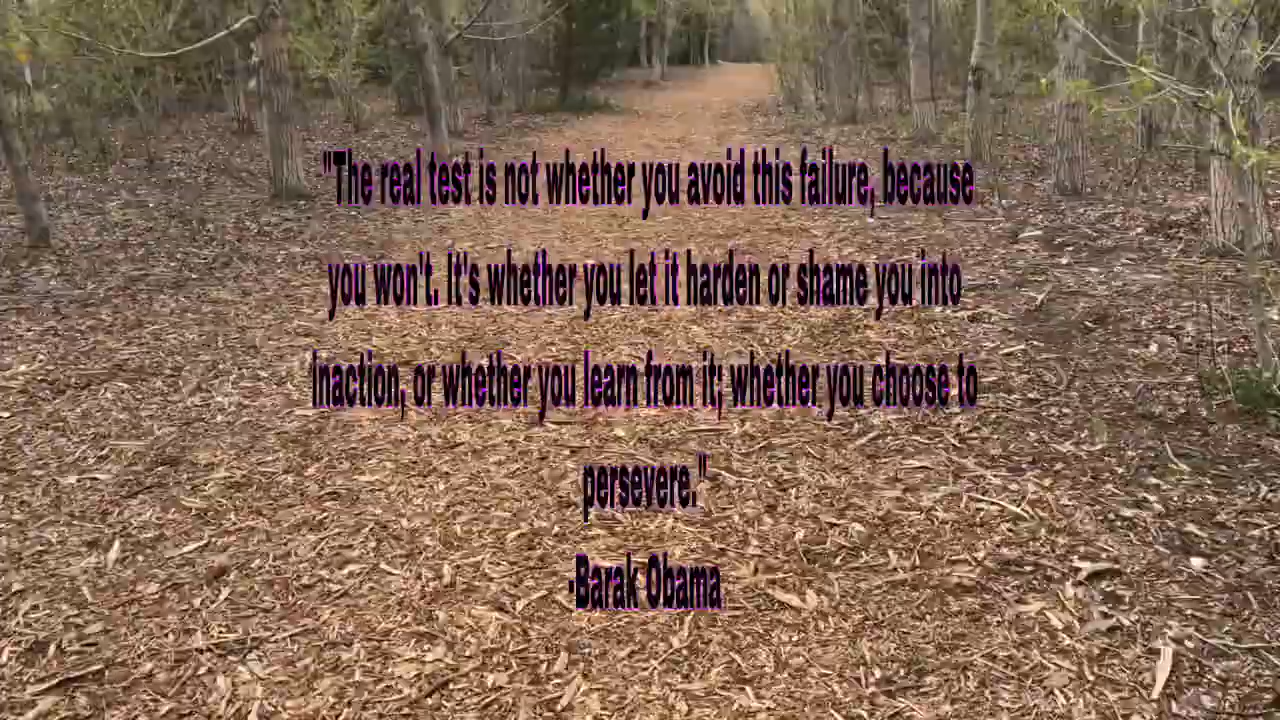 "The real test is not whether you avoid this failure, because
you won't. It's whether you let it harden or shame you into
inaction, or whether you learn from it; whether you choose to
persevere."
-Barak Obama